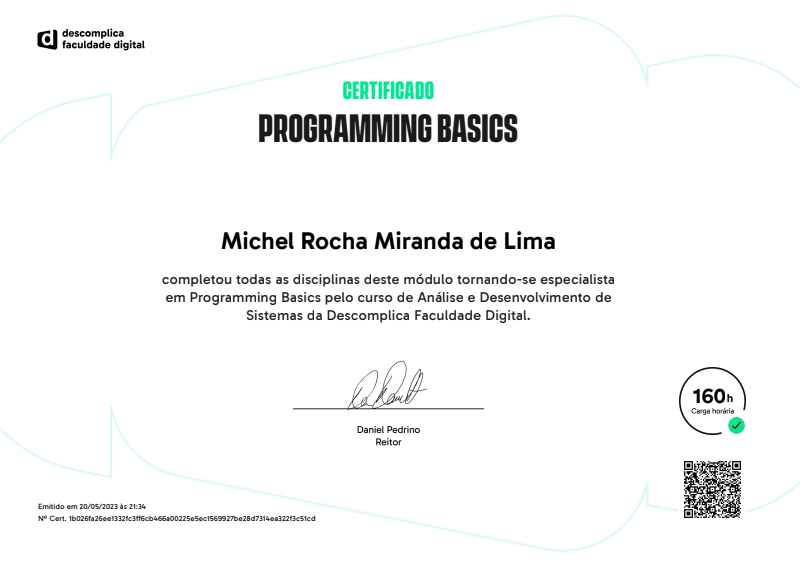 descomplica
faculdade digital
CERTIFICADO
PROGRAMMING BASICS
Michel Rocha Miranda de Lima
completou todas as disciplinas deste módulo tornando-se especialista
em Programming Basics pelo curso de Análise e Desenvolvimento de
Sistemas da Descomplica Faculdade Digital.
Daniel Pedrino
Reitor
160h
Carga horária
Emitido em 20/05/2023 às 21:34
Nº Cert. 1b026fa26ee1332fc3ff6cb466a00225e5ec1569927be28d7314ea322f3c51cd